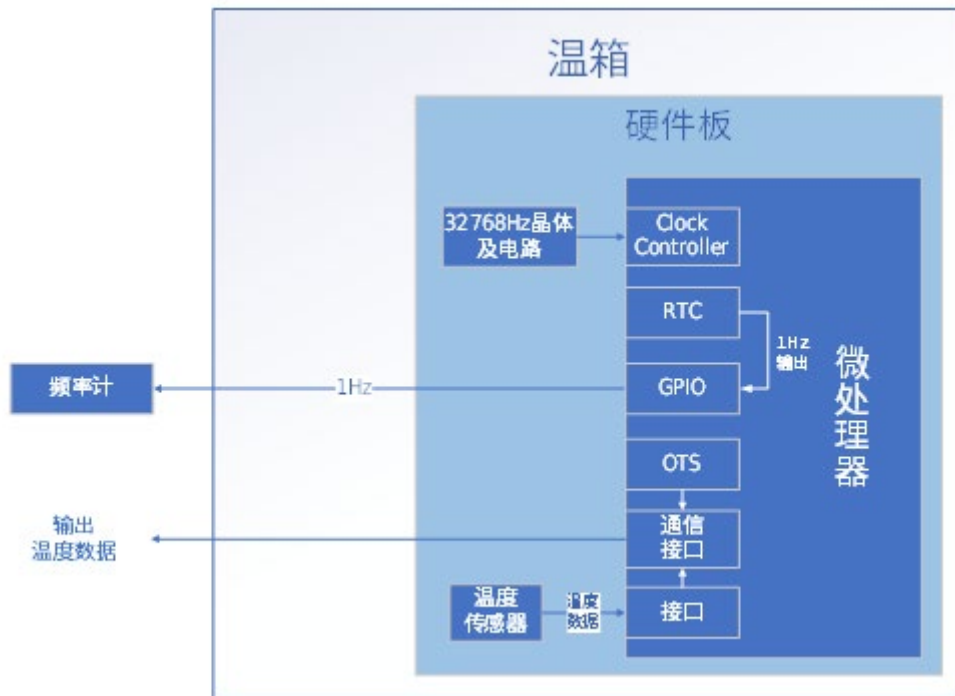 温箱
硬件板
32768Hz晶体
及电路
Clock
Controller
RTC
1Hz
输出
微处理器
频率计
1Hz
GPIO
OTS
输出
温度数据
通信
接口
温度
传感器
温度
数据
接口